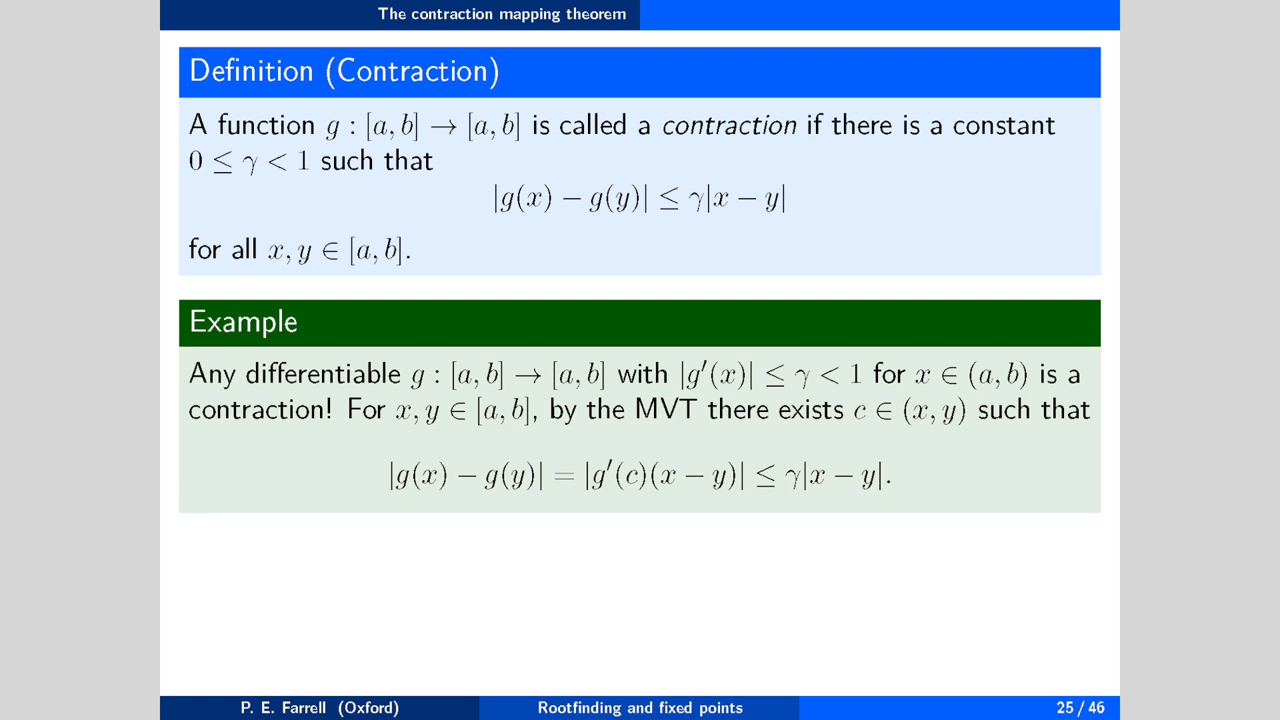 The contraction mapping theorem
Definition (Contraction)
A function g : [a, b] → [a, b] is called a contraction if there is a constant
0 ≤ γ < 1 such that
|g(x) − g(y)| ≤ γ|x − y|
for all x, y ∈ [a, b].
Example
Any differentiable g : [a, b] → [a, b] with |g′(x)| ≤ γ < 1 for x ∈ (a, b) is a
contraction! For x, y ∈ [a, b], by the MVT there exists c ∈ (x, y) such that
|g(x) − g(y)| = |g′(c)(x − y)| ≤ γ|x − y|.
P. E. Farrell (Oxford) Rootfinding and fixed points 25 / 46